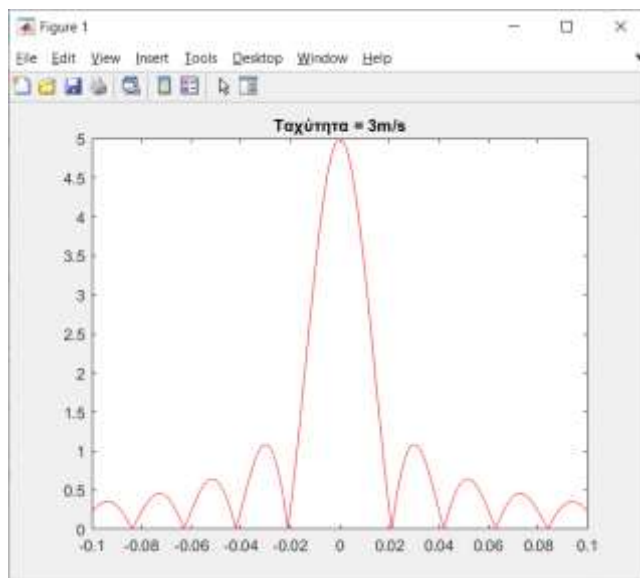 Figure 1
File Edit View Insert Tools Desktop Window Help
Ταχύτητα = 3m/s
5
4.5
4
3.5
3
2.5
2
1.5
1
0.5
0
-0.1 -0.08 -0.06 -0.04 -0.02 0 0.02 0.04 0.06 0.08 0.1